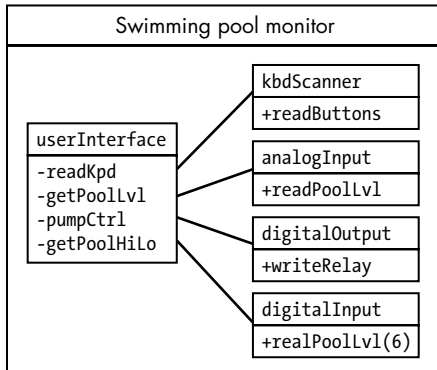 Swimming pool monitor
userInterface
-readKpd
-getPoolLvl
-pumpCtrl
-getPoolHiLo
kbdScanner
+readButtons
analogInput
+readPoolLvl
digitalOutput
+writeRelay
digitalInput
+realPoolLvl(6)